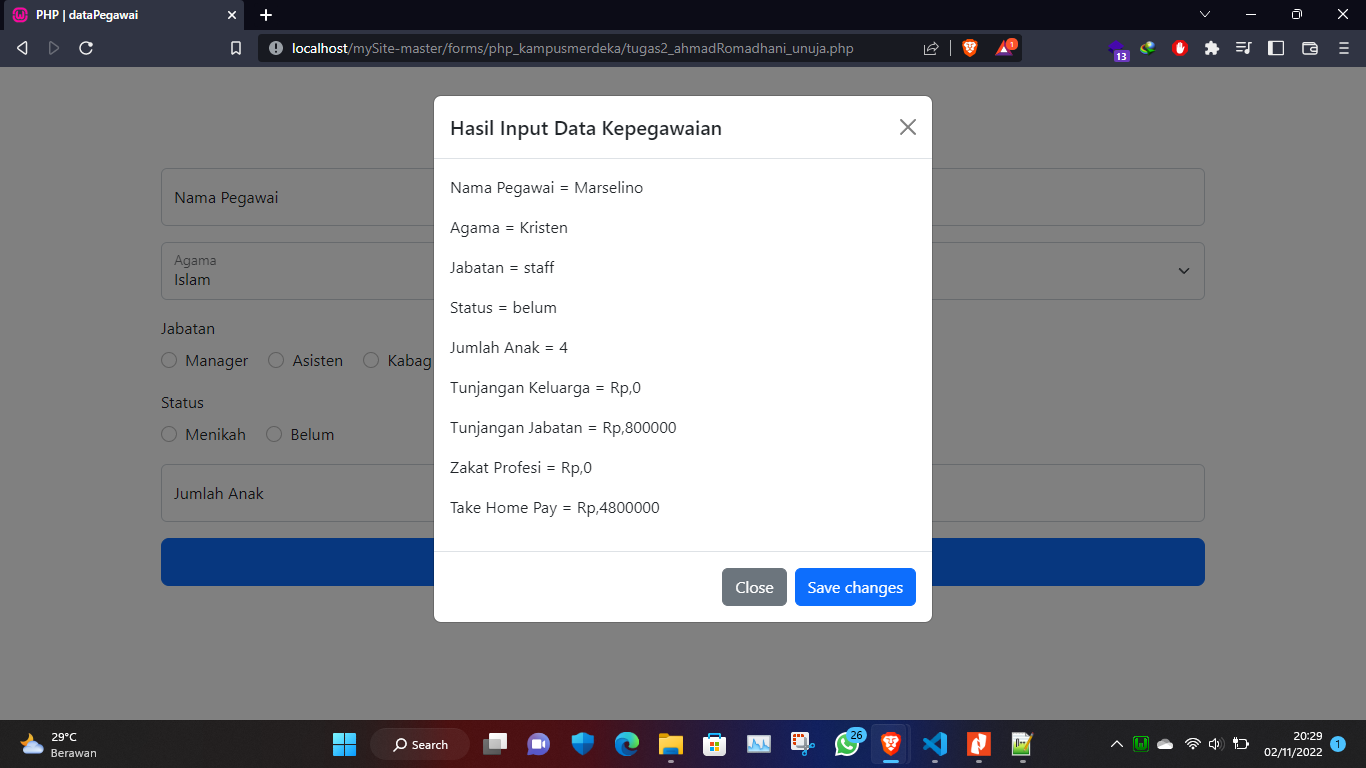 PHP | dataPegawai
localhost/mySite-master/forms/php_kampusmerdeka/tugas2_ahmadRomadhani_unuja.php
1
13
Hasil Input Data Kepegawaian
Nama Pegawai = Marselino
Agama = Kristen
Jabatan = staff
Status = belum
Jumlah Anak = 4
Tunjangan Keluarga = Rp,0
Tunjangan Jabatan = Rp,800000
Zakat Profesi = Rp,0
Take Home Pay = Rp,4800000
Close Save changes
Nama Pegawai
Agama
Islam
Jabatan
Manager Asisten Kabag
Status
Menikah Belum
Jumlah Anak
29°C
Berawan
Search
26
20:29
02/11/2022
1